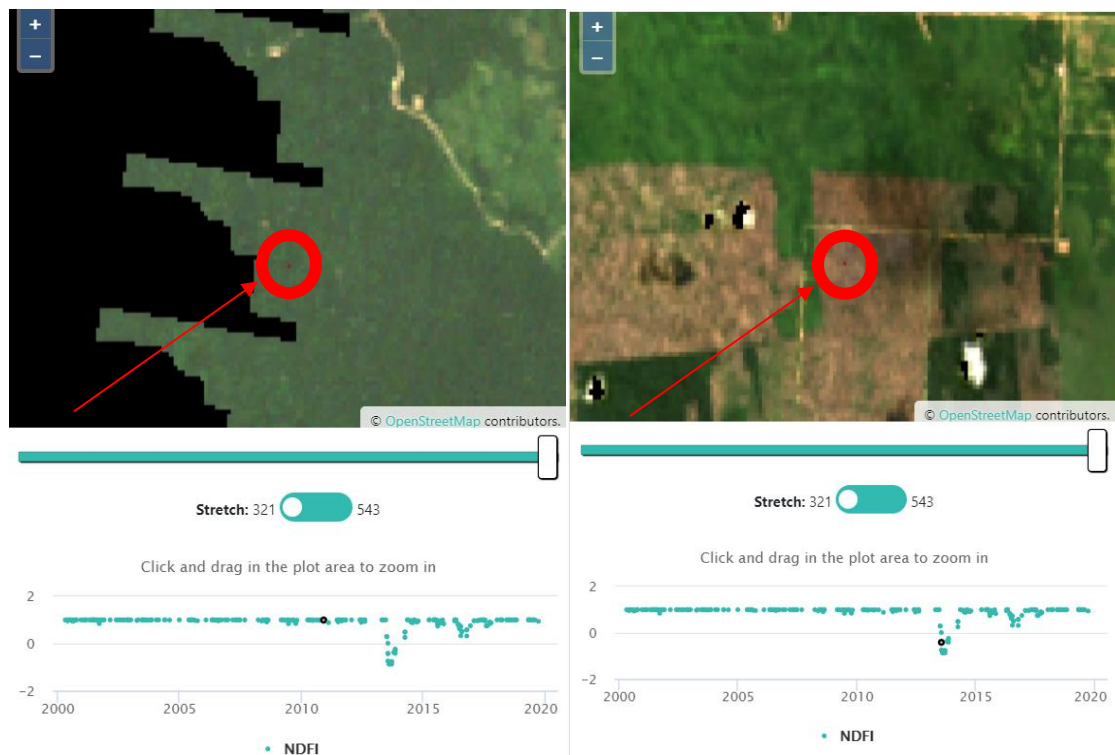 +
−
© OpenStreetMap contributors.
Stretch: 321 543
Click and drag in the plot area to zoom in
2
0
−2
2000 2005 2010 2015 2020
NDFI
+
−
© OpenStreetMap contributors.
Stretch: 321 543
Click and drag in the plot area to zoom in
2
0
−2
2000 2005 2010 2015 2020
NDFI